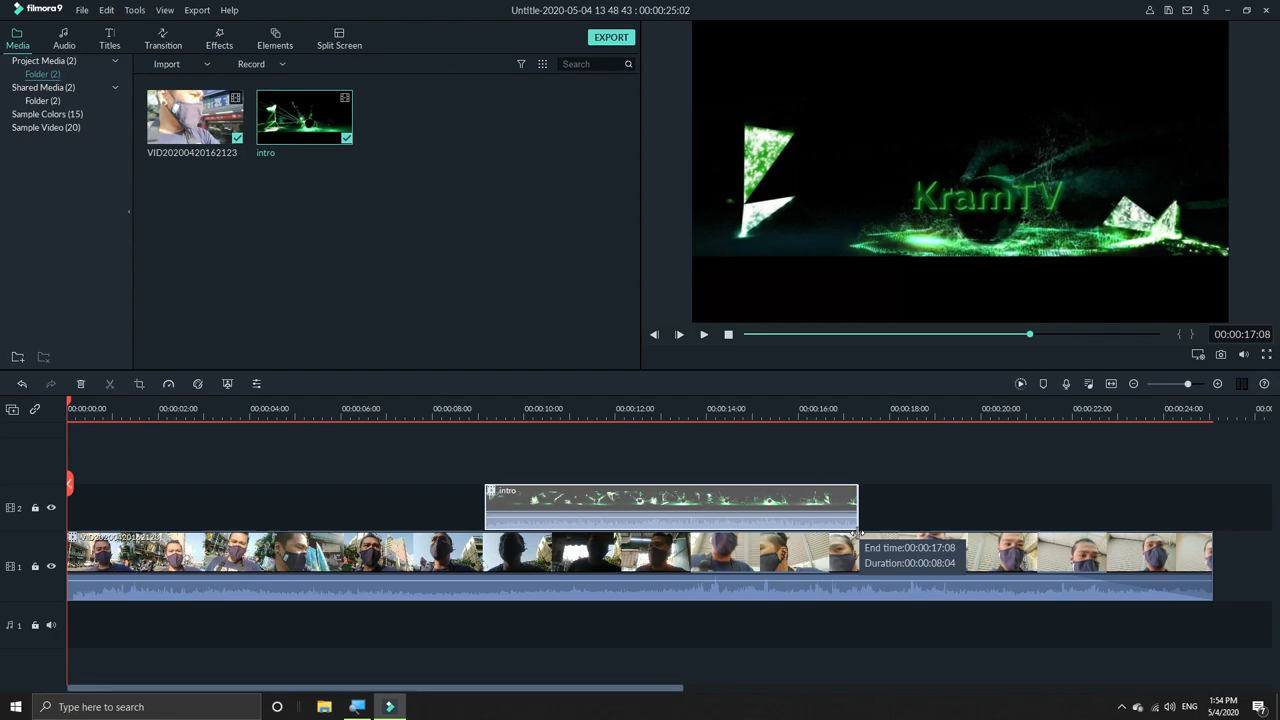 filmora9 File Edit Tools View Export Help Untitle-2020-05-04 13 48 43 : 00:00:25:02
Media Audio Titles Transition Effects Elements Split Screen EXPORT
Project Media (2)
Folder (2)
Shared Media (2)
Folder (2)
Sample Colors (15)
Sample Video (20)
Import Record Search
VID20200420162123 intro
KramTV
00:00:17:08
00:00:00:00 00:00:02:00 00:00:04:00 00:00:06:00 00:00:08:00 00:00:10:00 00:00:12:00 00:00:14:00 00:00:16:00 00:00:18:00 00:00:20:00 00:00:22:00 00:00:24:00 00:00
2 intro
VID20200420162123
1
End time:00:00:17:08
Duration:00:00:08:04
1
Type here to search
ENG
1:54 PM
5/4/2020
7